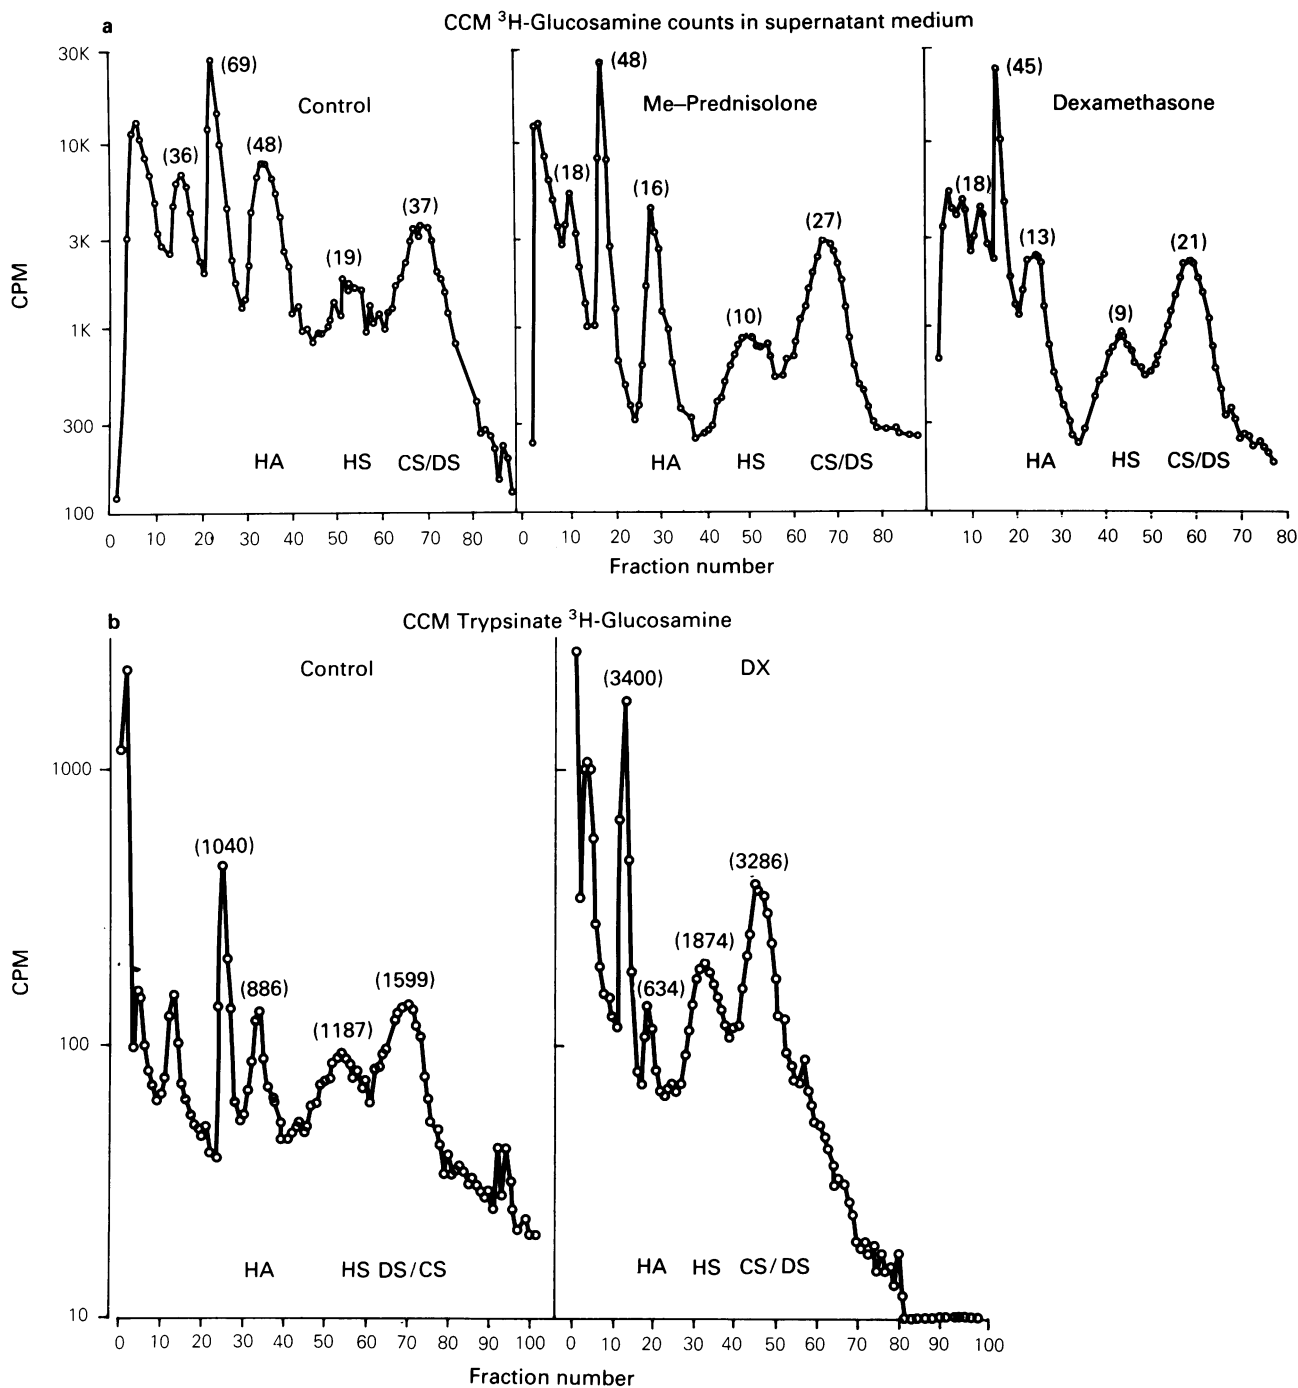 a
CCM ³H-Glucosamine counts in supernatant medium
30K
10K
3K
1K
300
100
CPM
Control
(36)
(69)
(48)
(19)
(37)
HA HS CS/DS
0 10 20 30 40 50 60 70 80
Me–Prednisolone
(18)
(48)
(16)
(10)
(27)
HA HS CS/DS
0 10 20 30 40 50 60 70 80
Dexamethasone
(18)
(45)
(13)
(9)
(21)
HA HS CS/DS
10 20 30 40 50 60 70 80
Fraction number
b
CCM Trypsinate ³H-Glucosamine
1000
100
10
CPM
Control
(1040)
(886)
(1187)
(1599)
HA HS DS/CS
0 10 20 30 40 50 60 70 80 90 100
DX
(3400)
(634)
(1874)
(3286)
HA HS CS/DS
0 10 20 30 40 50 60 70 80 90 100
Fraction number